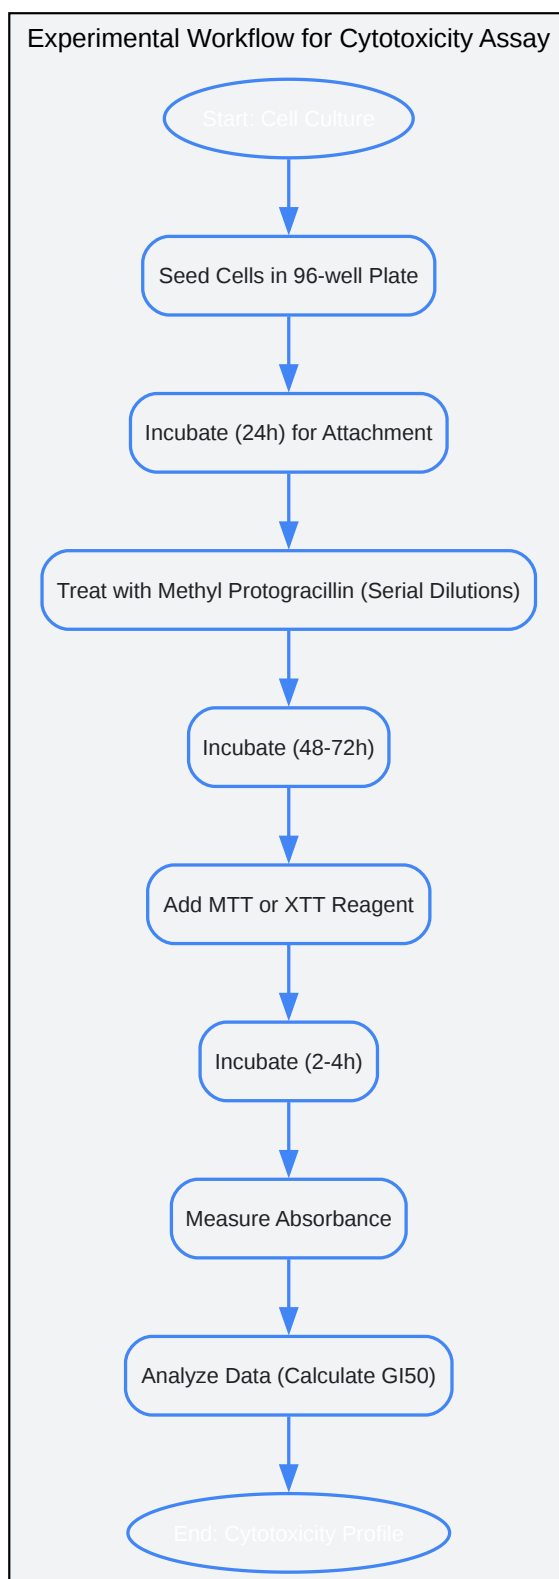 Experimental Workflow for Cytotoxicity Assay
Start: Cell Culture
Seed Cells in 96-well Plate
Incubate (24h) for Attachment
Treat with Methyl Protogracillin (Serial Dilutions)
Incubate (48-72h)
Add MTT or XTT Reagent
Incubate (2-4h)
Measure Absorbance
Analyze Data (Calculate GI50)
End: Cytotoxicity Profile